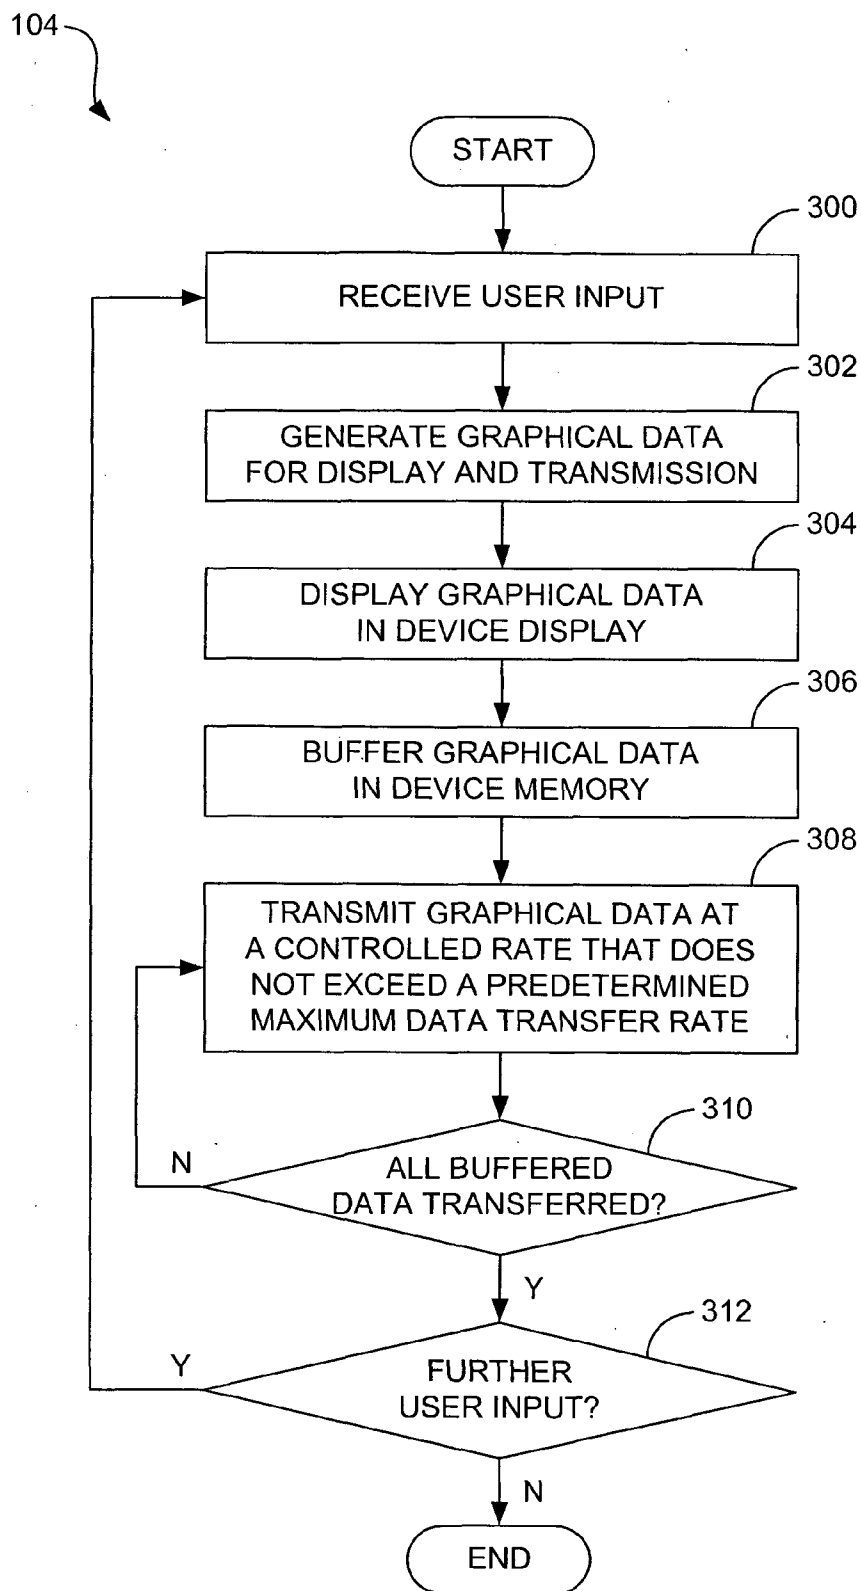 104
START
300
RECEIVE USER INPUT
302
GENERATE GRAPHICAL DATA
FOR DISPLAY AND TRANSMISSION
304
DISPLAY GRAPHICAL DATA
IN DEVICE DISPLAY
306
BUFFER GRAPHICAL DATA
IN DEVICE MEMORY
308
TRANSMIT GRAPHICAL DATA AT
A CONTROLLED RATE THAT DOES
NOT EXCEED A PREDETERMINED
MAXIMUM DATA TRANSFER RATE
310
N
ALL BUFFERED
DATA TRANSFERRED?
Y
312
Y
FURTHER
USER INPUT?
N
END